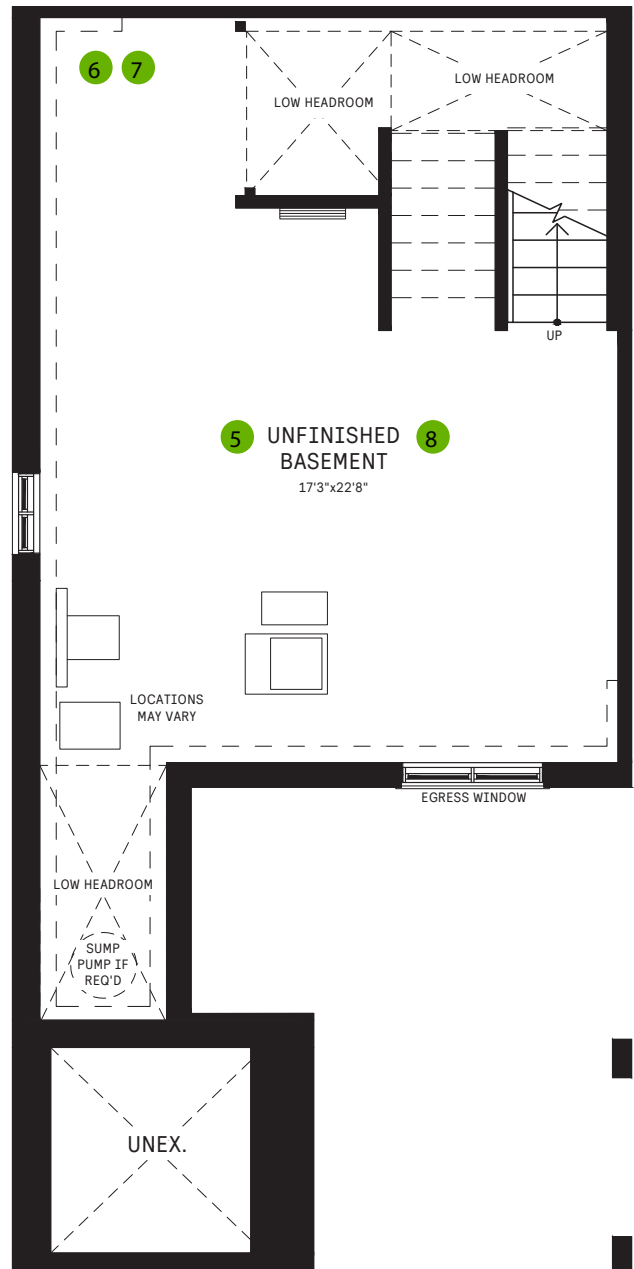 6 7
LOW HEADROOM
LOW HEADROOM
UP
5 UNFINISHED 8
BASEMENT
17'3"x22'8"
LOCATIONS
MAY VARY
EGRESS WINDOW
LOW HEADROOM
SUMP
PUMP IF
REQ'D
UNEX.